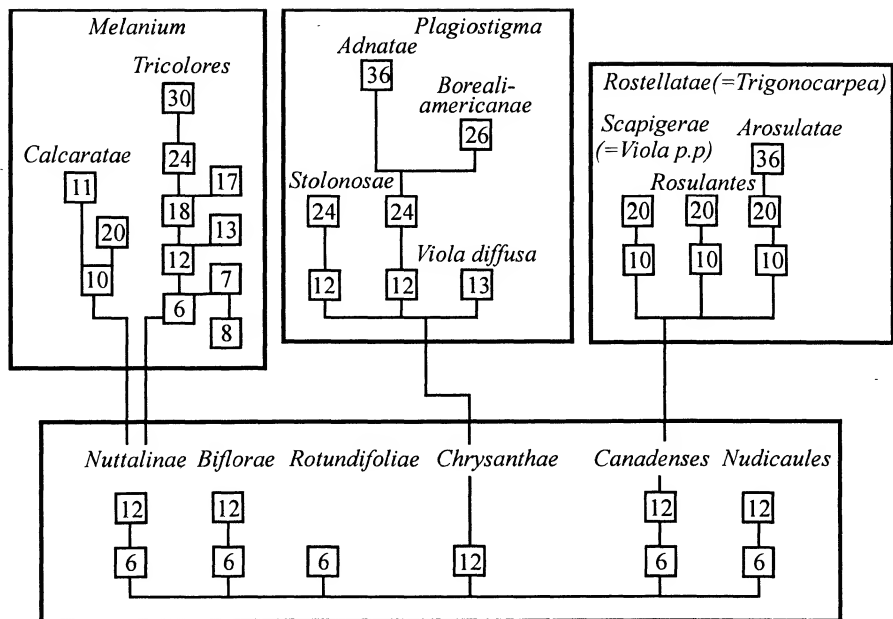 Melanium
Tricolores
30
24
17
Calcaratae
11
18
20
13
12
10
7
6
8
Plagiostigma
Adnatae
36
Boreali-
americanae
26
Stolonosae
24
24
Viola diffusa
12
12
13
Rostellatae(=Trigonocarpea)
Scapigerae
(=Viola p.p)
Arosulatae
36
Rosulantes
20
20
20
10
10
10
Nuttalinae Biflorae Rotundifoliae Chrysanthae Canadenses Nudicaules
12 12 12 12
6 6 6 12 6 6